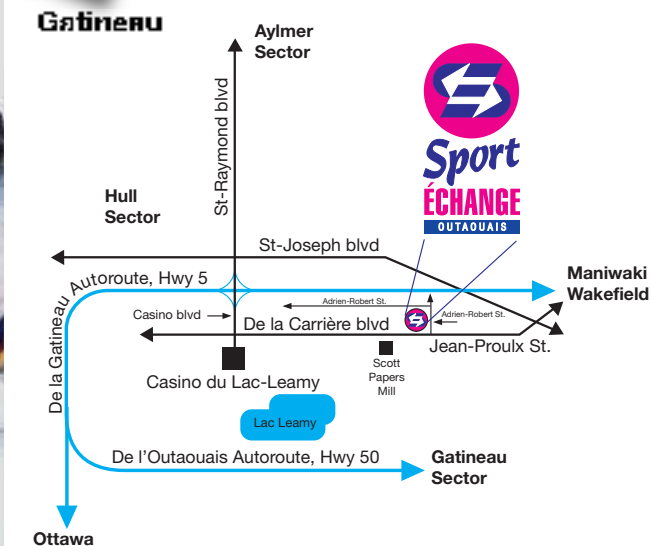 Gatineau
Aylmer
Sector
St-Raymond blvd
Sport
ÉCHANGE
OUTAOUAIS
Hull
Sector
St-Joseph blvd
De la Gatineau Autoroute, Hwy 5
Maniwaki
Wakefield
Adrien-Robert St.
Casino blvd
Adrien-Robert St.
De la Carrière blvd
Jean-Proulx St.
Scott
Papers
Mill
Casino du Lac-Leamy
Lac Leamy
De l'Outaouais Autoroute, Hwy 50
Gatineau
Sector
Ottawa